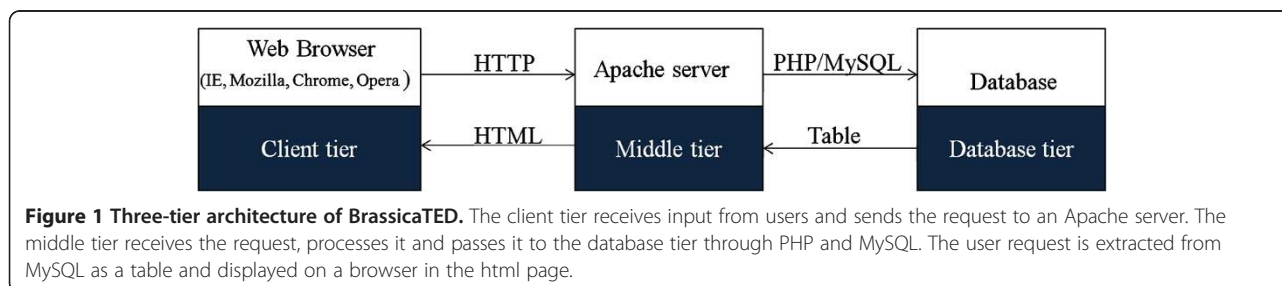 Web Browser
(IE, Mozilla, Chrome, Opera )
HTTP
Apache server
PHP/MySQL
Database
Client tier
HTML
Middle tier
Table
Database tier
Figure 1 Three-tier architecture of BrassicaTED. The client tier receives input from users and sends the request to an Apache server. The
middle tier receives the request, processes it and passes it to the database tier through PHP and MySQL. The user request is extracted from
MySQL as a table and displayed on a browser in the html page.